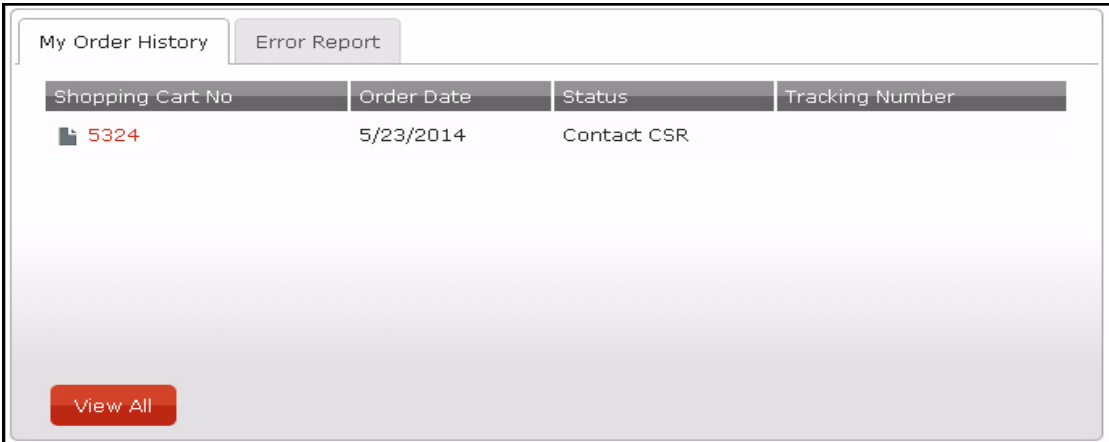 My Order History Error Report
Shopping Cart No Order Date Status Tracking Number
5324 5/23/2014 Contact CSR
View All